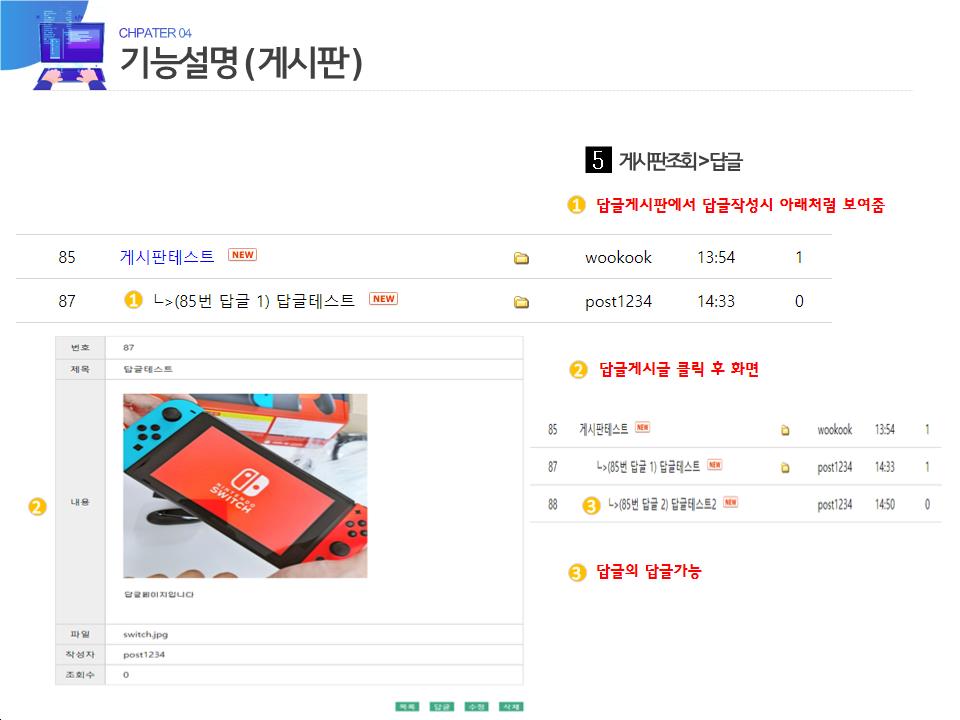 CHPATER 04
기능설명 ( 게시판 )
5 게시판조회>답글
1 답글게시판에서 답글작성시 아래처럼 보여줌
85 게시판테스트 NEW wookook 13:54 1
87 1 ㄴ>(85번 답글 1) 답글테스트 NEW post1234 14:33 0
번호 87
제목 답글테스트
2 내용
NINTENDO
SWITCH
답글페이지입니다
파일 switch.jpg
작성자 post1234
조회수 0
목록 답글 수정 삭제
2 답글게시글 클릭 후 화면
85 게시판테스트 NEW wookook 13:54 1
87 ㄴ>(85번 답글 1) 답글테스트 NEW post1234 14:33 1
88 3 ㄴ>(85번 답글 2) 답글테스트2 NEW post1234 14:50 0
3 답글의 답글가능